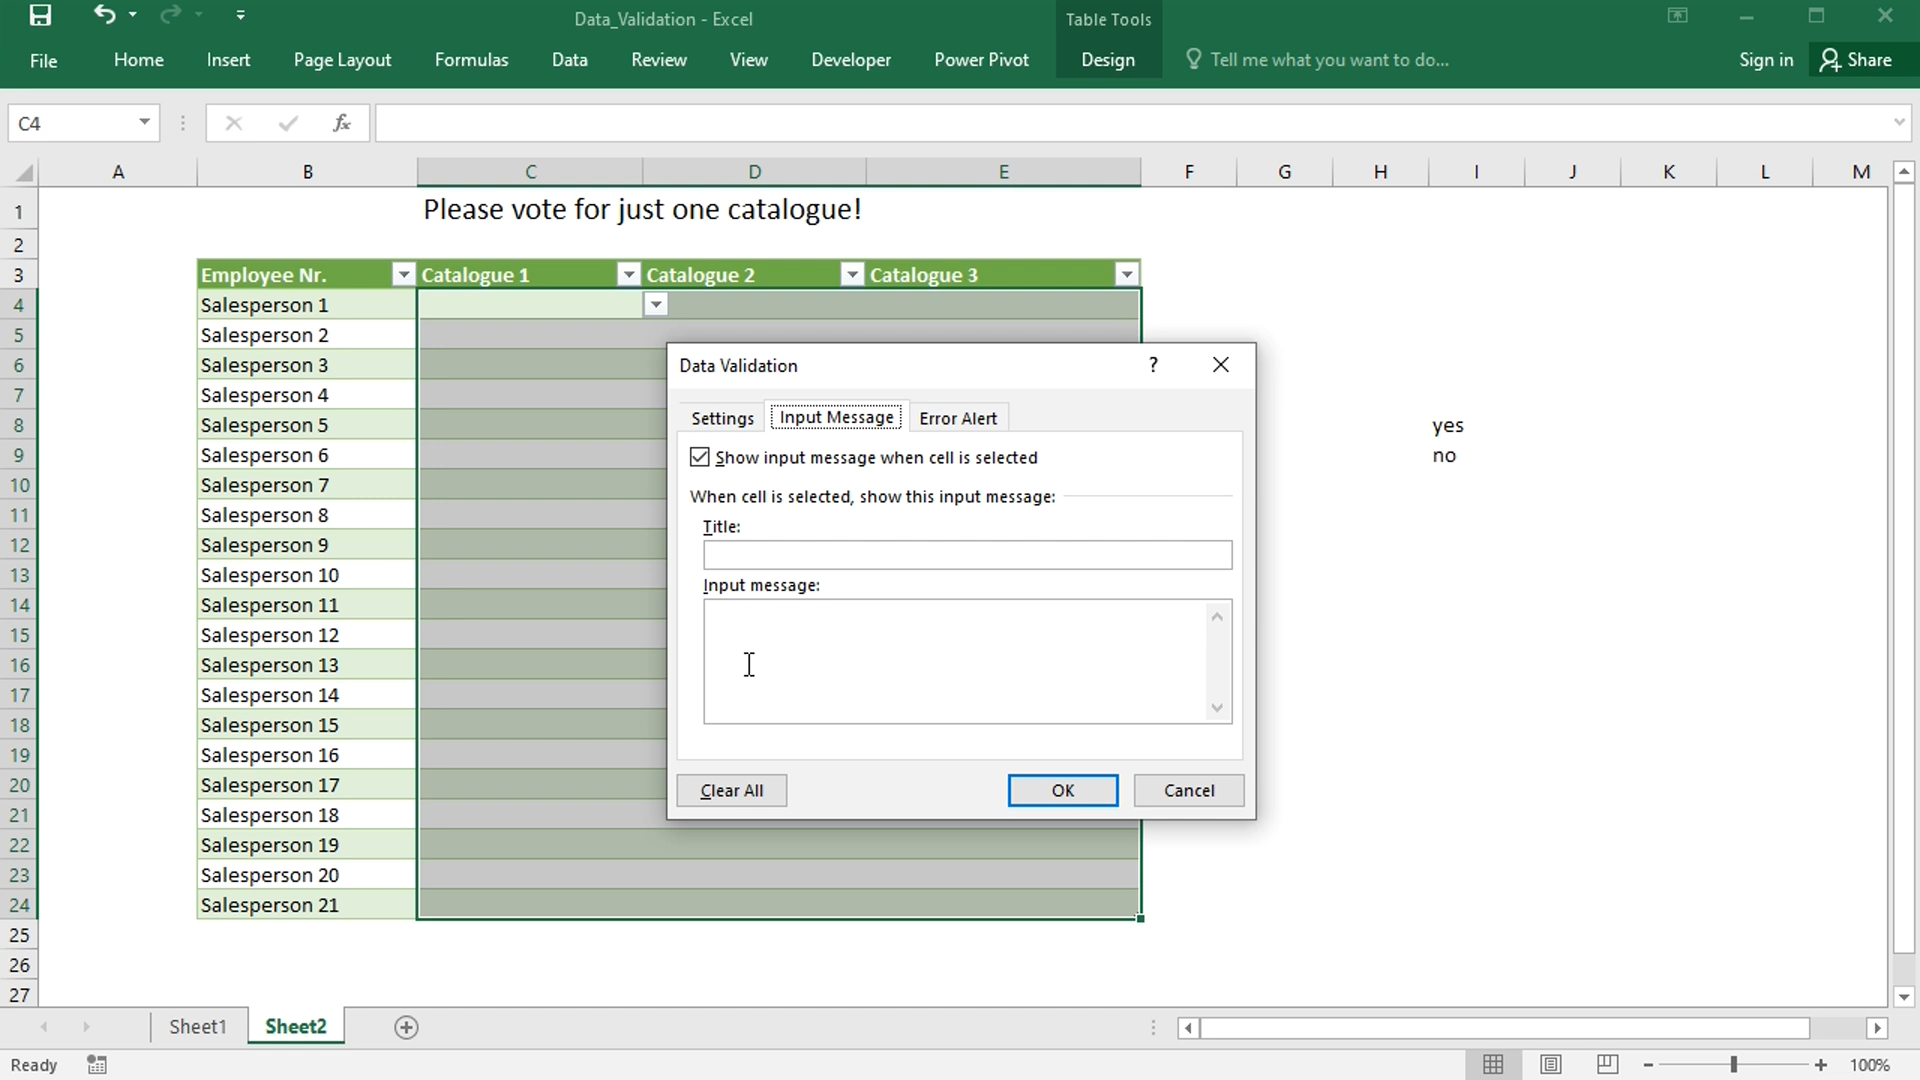 Data_Validation - Excel
Table Tools
File Home Insert Page Layout Formulas Data Review View Developer Power Pivot Design Tell me what you want to do... Sign in Share
C4 fx
A B C D E F G H I J K L M
1 Please vote for just one catalogue!
2
3 Employee Nr. Catalogue 1 Catalogue 2 Catalogue 3
4 Salesperson 1
5 Salesperson 2
6 Salesperson 3
7 Salesperson 4
8 Salesperson 5 yes
9 Salesperson 6 no
10 Salesperson 7
11 Salesperson 8
12 Salesperson 9
13 Salesperson 10
14 Salesperson 11
15 Salesperson 12
16 Salesperson 13
17 Salesperson 14
18 Salesperson 15
19 Salesperson 16
20 Salesperson 17
21 Salesperson 18
22 Salesperson 19
23 Salesperson 20
24 Salesperson 21
25
26
27
Data Validation ?
Settings Input Message Error Alert
Show input message when cell is selected
When cell is selected, show this input message:
Title:
Input message:
Clear All OK Cancel
Sheet1 Sheet2
Ready 100%